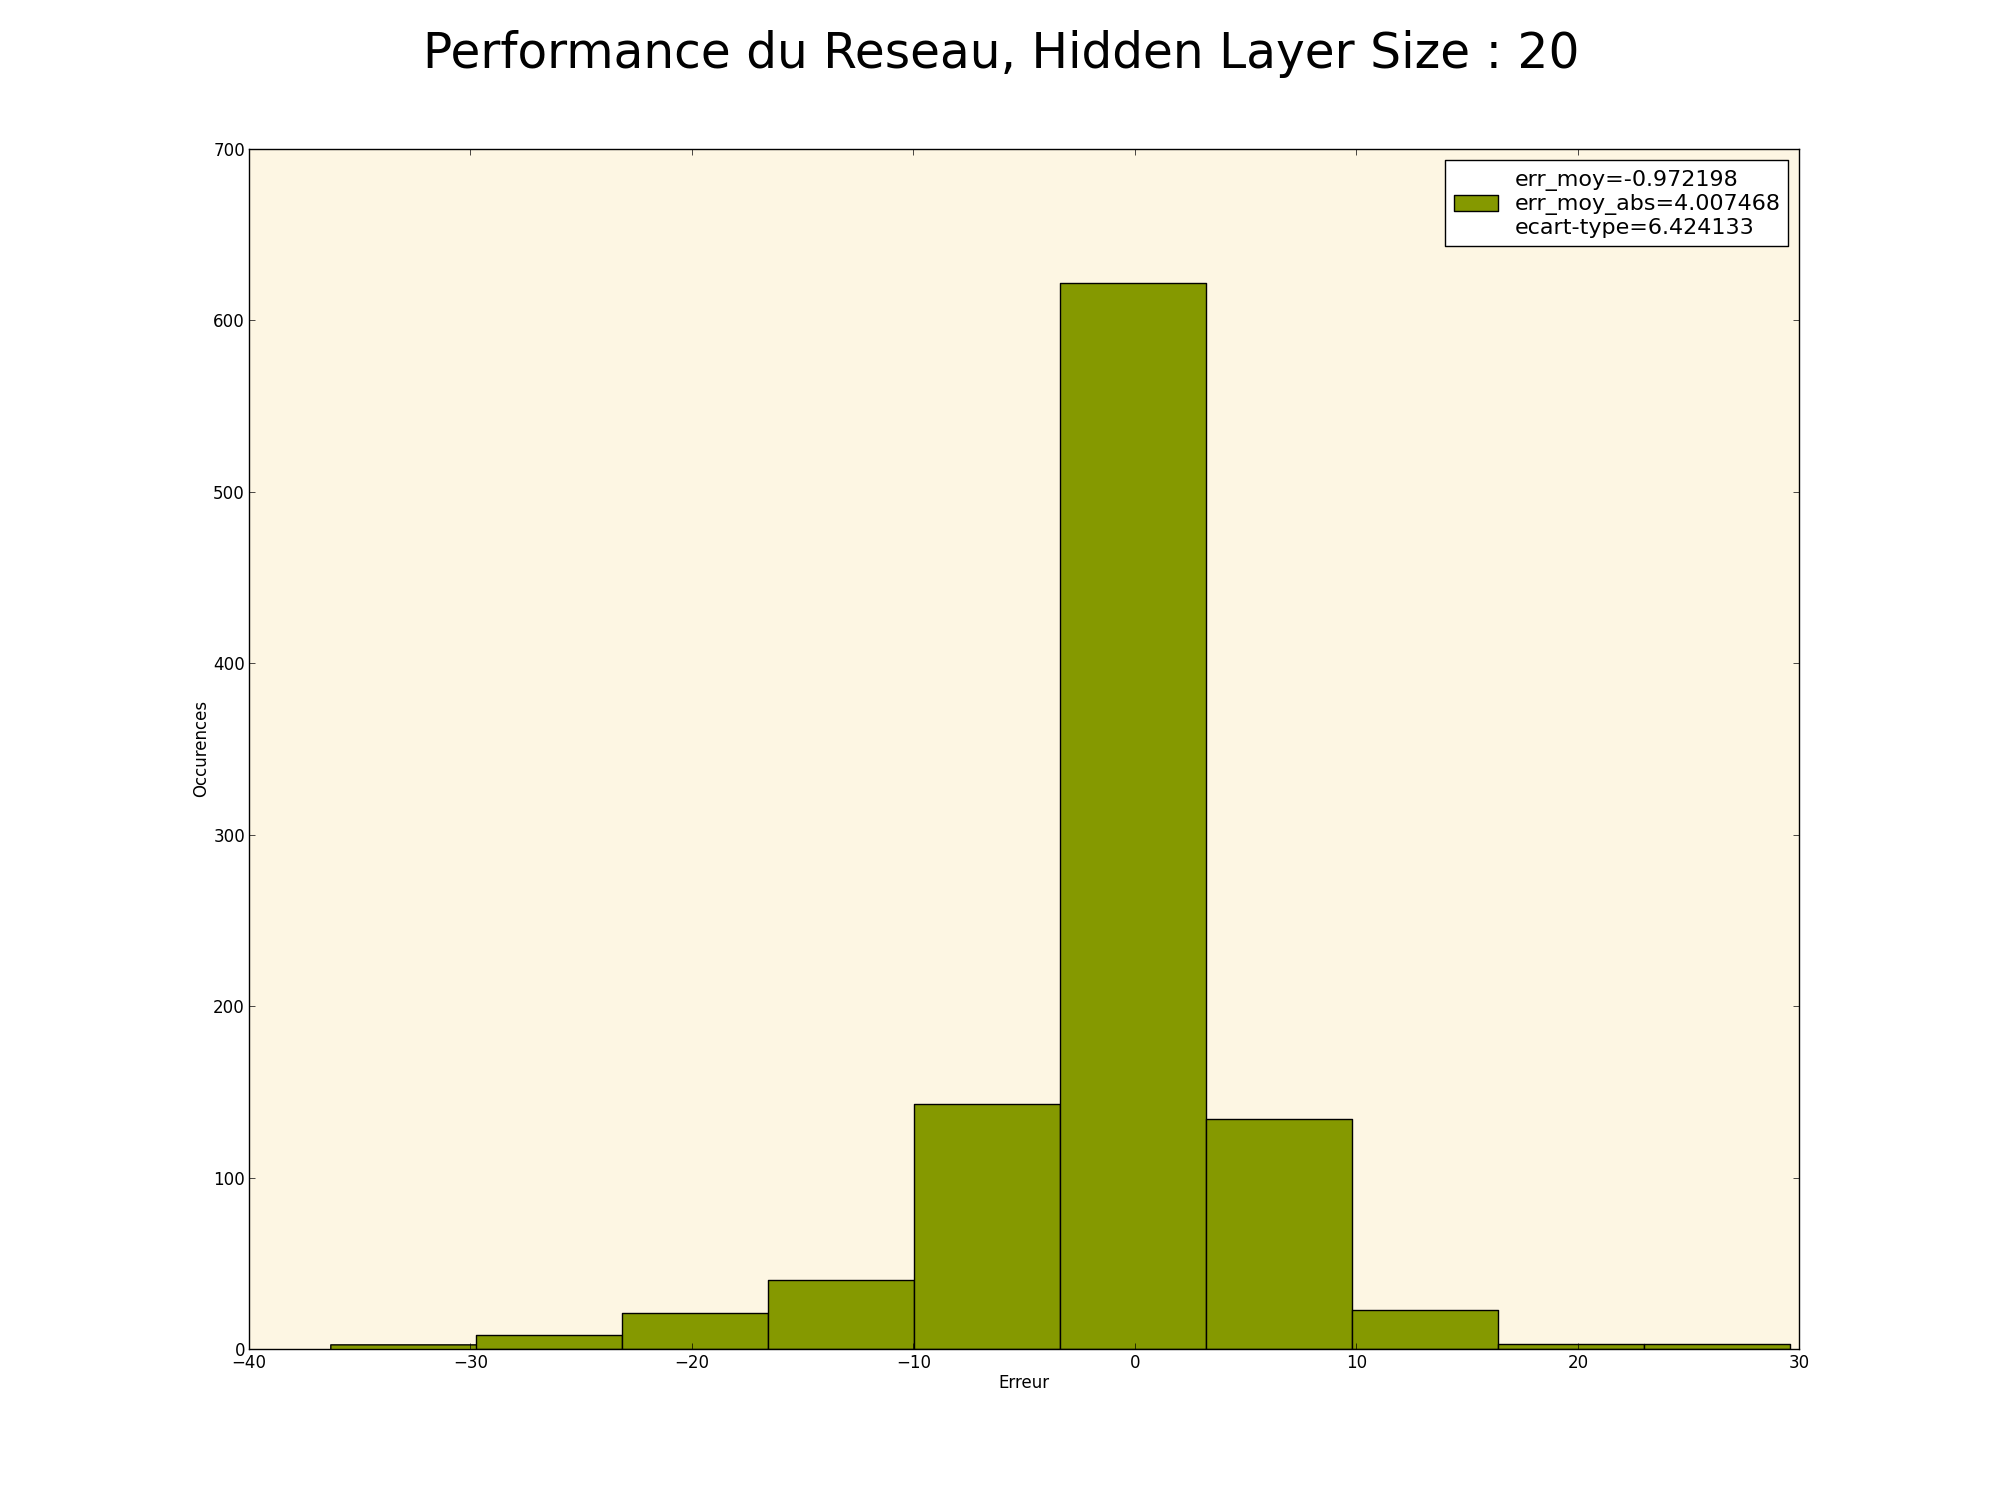 Performance du Reseau, Hidden Layer Size : 20
700
600
500
400
300
200
100
0
Occurences
err_moy=-0.972198
err_moy_abs=4.007468
ecart-type=6.424133
−40 −30 −20 −10 0 10 20 30
Erreur